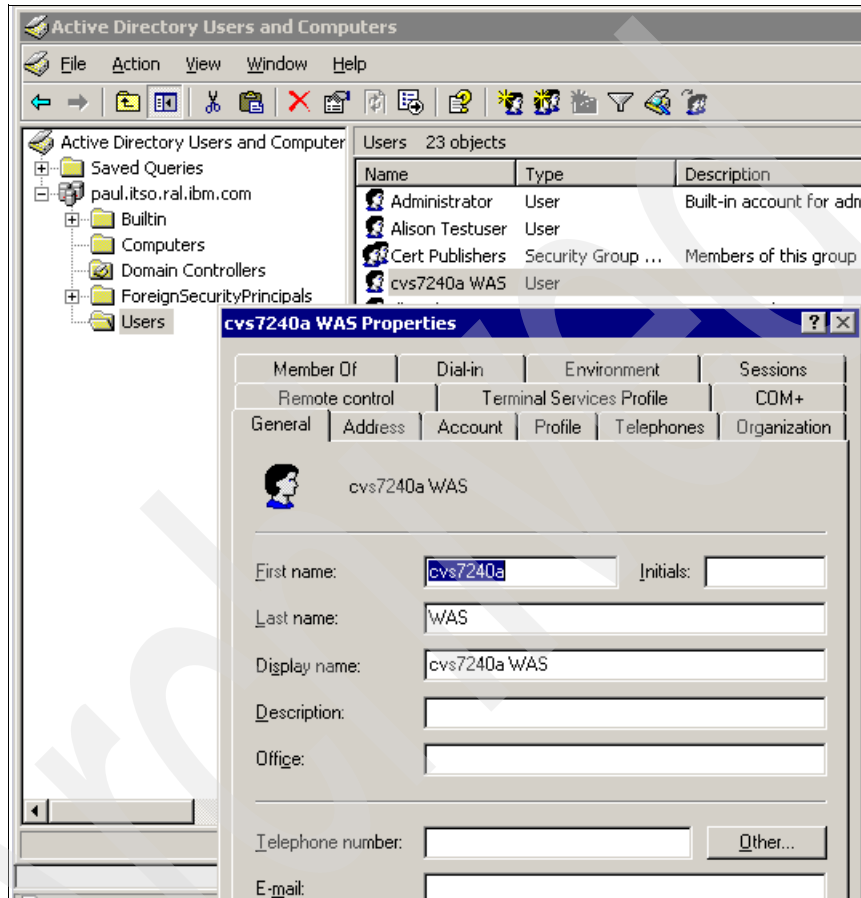 Active Directory Users and Computers
File Action View Window Help
Active Directory Users and Computer
Saved Queries
paul.itso.ral.ibm.com
Builtin
Computers
Domain Controllers
ForeignSecurityPrincipals
Users
Users 23 objects
Name Type Description
Administrator User Built-in account for adm
Alison Testuser User
Cert Publishers Security Group ... Members of this group
cvs7240a WAS User
cvs7240a WAS Properties
Member Of Dial-in Environment Sessions
Remote control Terminal Services Profile COM+
General Address Account Profile Telephones Organization
cvs7240a WAS
First name: cvs7240a Initials:
Last name: WAS
Display name: cvs7240a WAS
Description:
Office:
Telephone number: Other...
E-mail: